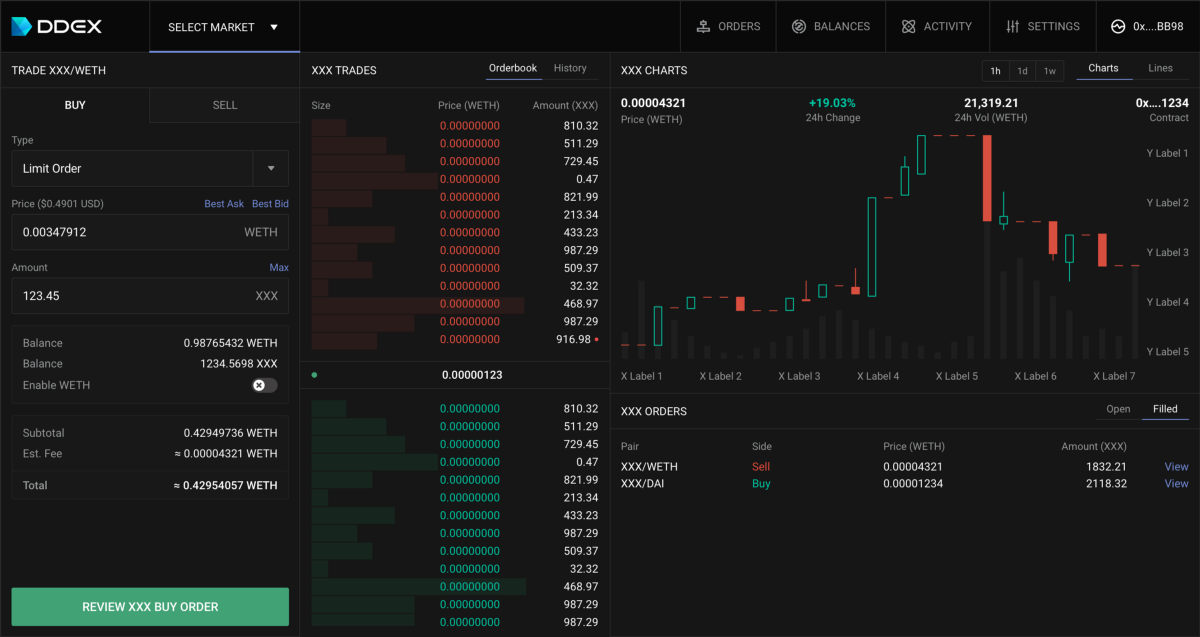 DDEX
SELECT MARKET
ORDERS
BALANCES
ACTIVITY
SETTINGS
0x....BB98
TRADE XXX/WETH
BUY
SELL
Type
Limit Order
Price ($0.4901 USD) Best Ask Best Bid
0.00347912 WETH
Amount Max
123.45 XXX
Balance 0.98765432 WETH
Balance 1234.5698 XXX
Enable WETH
Subtotal 0.42949736 WETH
Est. Fee ≈ 0.00004321 WETH
Total ≈ 0.42954057 WETH
REVIEW XXX BUY ORDER
XXX TRADES Orderbook History
Size Price (WETH) Amount (XXX)
0.00000000 810.32
0.00000000 511.29
0.00000000 729.45
0.00000000 0.47
0.00000000 821.99
0.00000000 213.34
0.00000000 433.23
0.00000000 987.29
0.00000000 509.37
0.00000000 32.32
0.00000000 468.97
0.00000000 987.29
0.00000000 916.98
0.00000123
0.00000000 810.32
0.00000000 511.29
0.00000000 729.45
0.00000000 0.47
0.00000000 821.99
0.00000000 213.34
0.00000000 433.23
0.00000000 987.29
0.00000000 509.37
0.00000000 32.32
0.00000000 468.97
0.00000000 987.29
0.00000000 987.29
XXX CHARTS 1h 1d 1w Charts Lines
0.00004321 +19.03% 21,319.21 0x....1234
Price (WETH) 24h Change 24h Vol (WETH) Contract
Y Label 1
Y Label 2
Y Label 3
Y Label 4
Y Label 5
X Label 1 X Label 2 X Label 3 X Label 4 X Label 5 X Label 6 X Label 7
XXX ORDERS Open Filled
Pair Side Price (WETH) Amount (XXX)
XXX/WETH Sell 0.00004321 1832.21 View
XXX/DAI Buy 0.00001234 2118.32 View